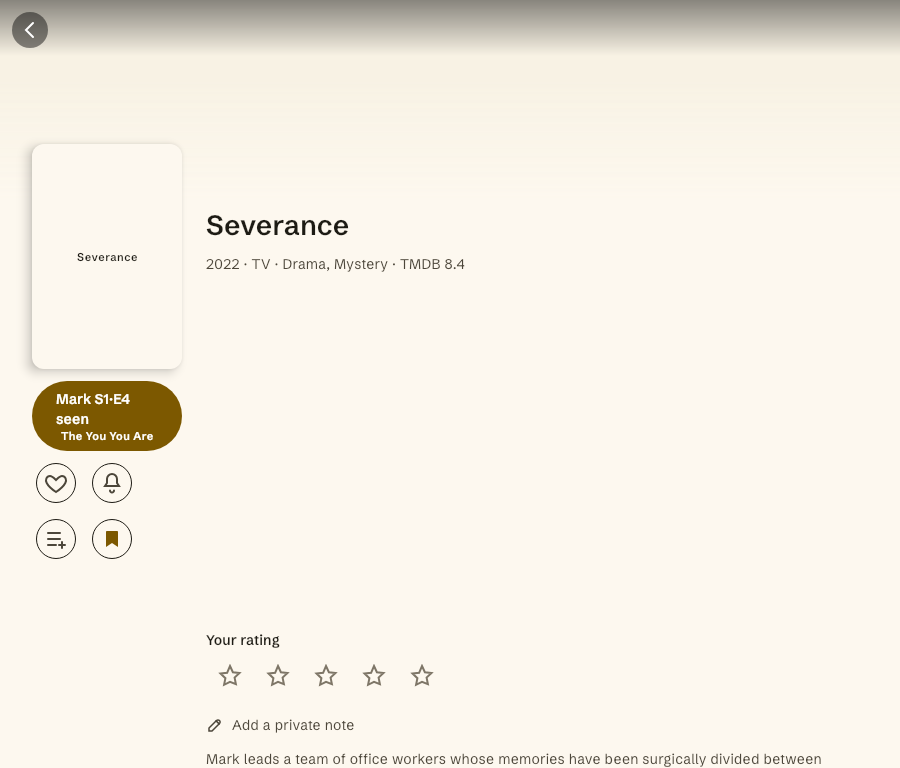 Severance
Severance
2022 · TV · Drama, Mystery · TMDB 8.4
Mark S1·E4
seen
The You You Are
Your rating
Add a private note
Mark leads a team of office workers whose memories have been surgically divided between